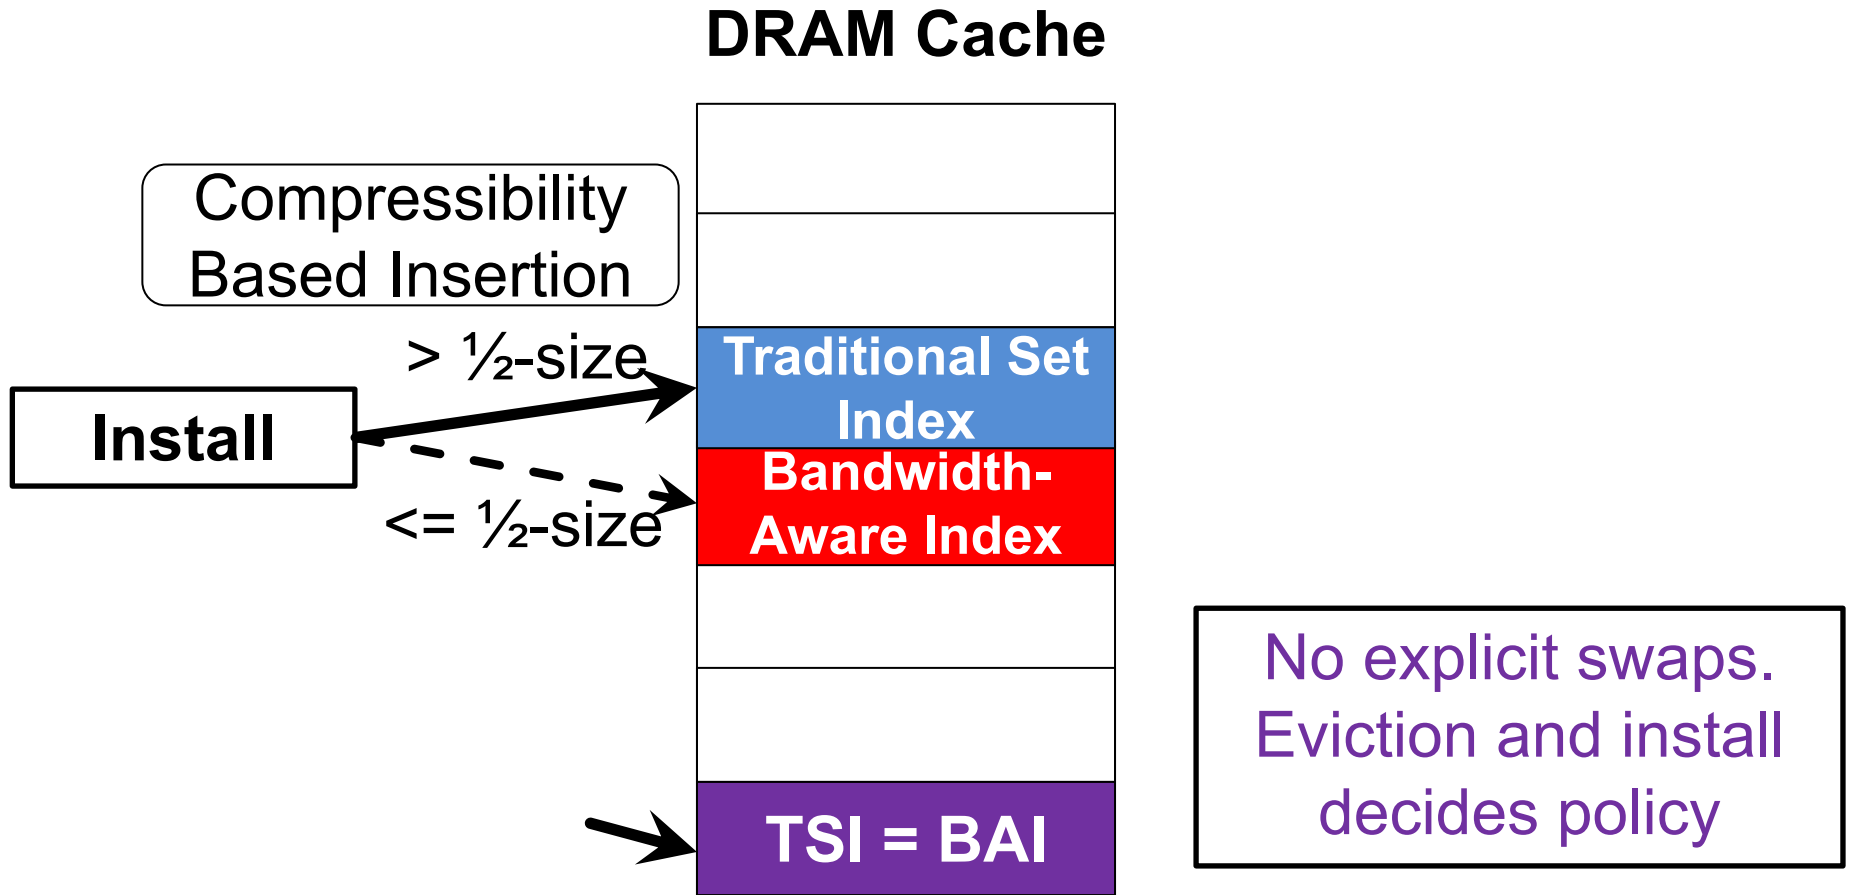 DRAM Cache
Compressibility
Based Insertion
> ½-size
Install
<= ½-size
Traditional Set
Index
Bandwidth-
Aware Index
TSI = BAI
No explicit swaps.
Eviction and install
decides policy